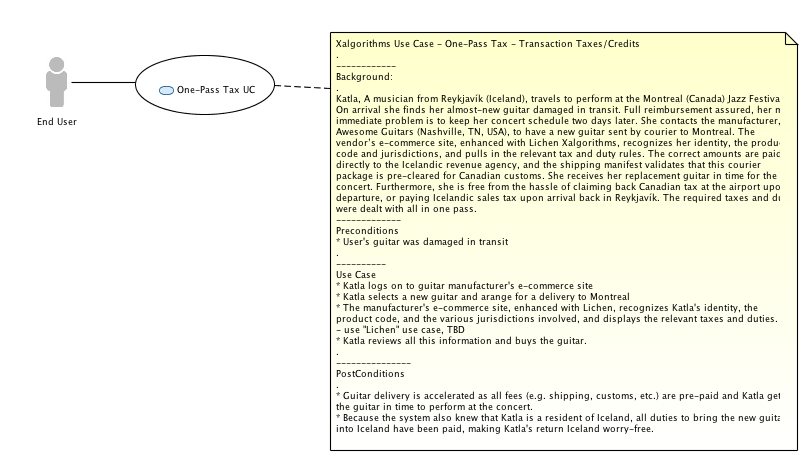 Xalgorithms Use Case - One-Pass Tax - Transaction Taxes/Credits
.
------------
Background:
.
Katla, A musician from Reykjavík (Iceland), travels to perform at the Montreal (Canada) Jazz Festiva
On arrival she finds her almost-new guitar damaged in transit. Full reimbursement assured, her n
immediate problem is to keep her concert schedule two days later. She contacts the manufacturer,
Awesome Guitars (Nashville, TN, USA), to have a new guitar sent by courier to Montreal. The
vendor's e-commerce site, enhanced with Lichen Xalgorithms, recognizes her identity, the produc
code and jurisdictions, and pulls in the relevant tax and duty rules. The correct amounts are paid
directly to the Icelandic revenue agency, and the shipping manifest validates that this courier
package is pre-cleared for Canadian customs. She receives her replacement guitar in time for the
concert. Furthermore, she is free from the hassle of claiming back Canadian tax at the airport upo
departure, or paying Icelandic sales tax upon arrival back in Reykjavík. The required taxes and du
were dealt with all in one pass.
-------------
Preconditions
* User's guitar was damaged in transit
.
----------
Use Case
* Katla logs on to guitar manufacturer's e-commerce site
* Katla selects a new guitar and arange for a delivery to Montreal
* The manufacturer's e-commerce site, enhanced with Lichen, recognizes Katla's identity, the
product code, and the various jurisdictions involved, and displays the relevant taxes and duties.
- use "Lichen" use case, TBD
* Katla reviews all this information and buys the guitar.
.
---------------
PostConditions
.
* Guitar delivery is accelerated as all fees (e.g. shipping, customs, etc.) are pre-paid and Katla get
the guitar in time to perform at the concert.
* Because the system also knew that Katla is a resident of Iceland, all duties to bring the new guita
into Iceland have been paid, making Katla's return Iceland worry-free.
One-Pass Tax UC
End User